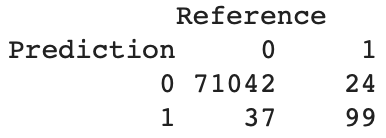 Reference
Prediction 0 1
0 71042 24
1 37 99